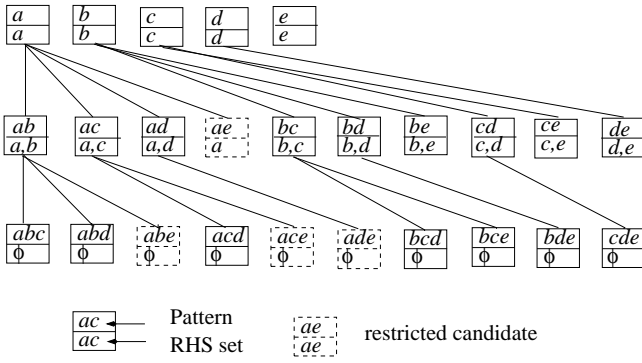 a b c d e
a b c d e
ab ac ad ae bc bd be cd ce de
a,b a,c a,d a b,c b,d b,e c,d c,e d,e
abc abd abe acd ace ade bcd bce bde cde
ϕ ϕ ϕ ϕ ϕ ϕ ϕ ϕ ϕ ϕ
ac Pattern ae restricted candidate
ac RHS set ae